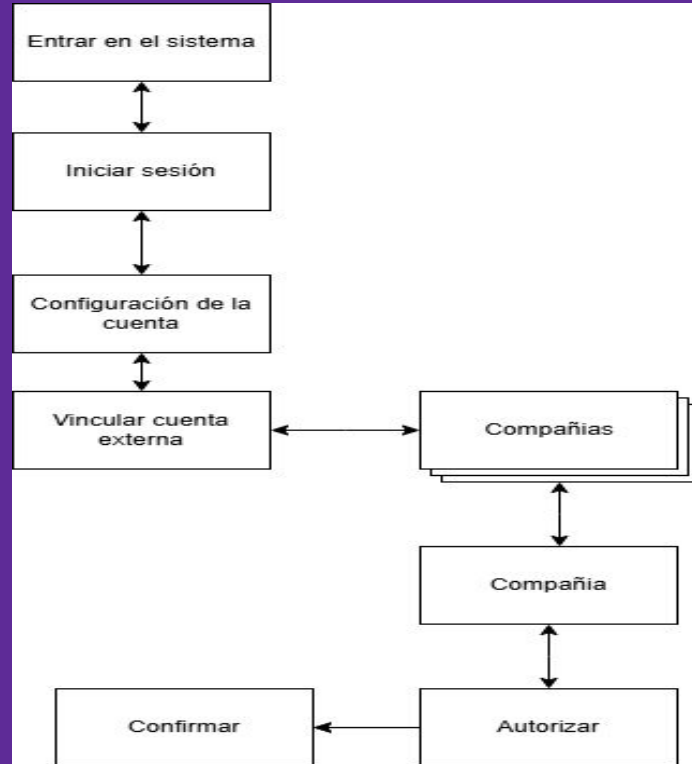 Entrar en el sistema
Iniciar sesión
Configuración de la
cuenta
Vincular cuenta
externa
Compañias
Compañia
Autorizar
Confirmar